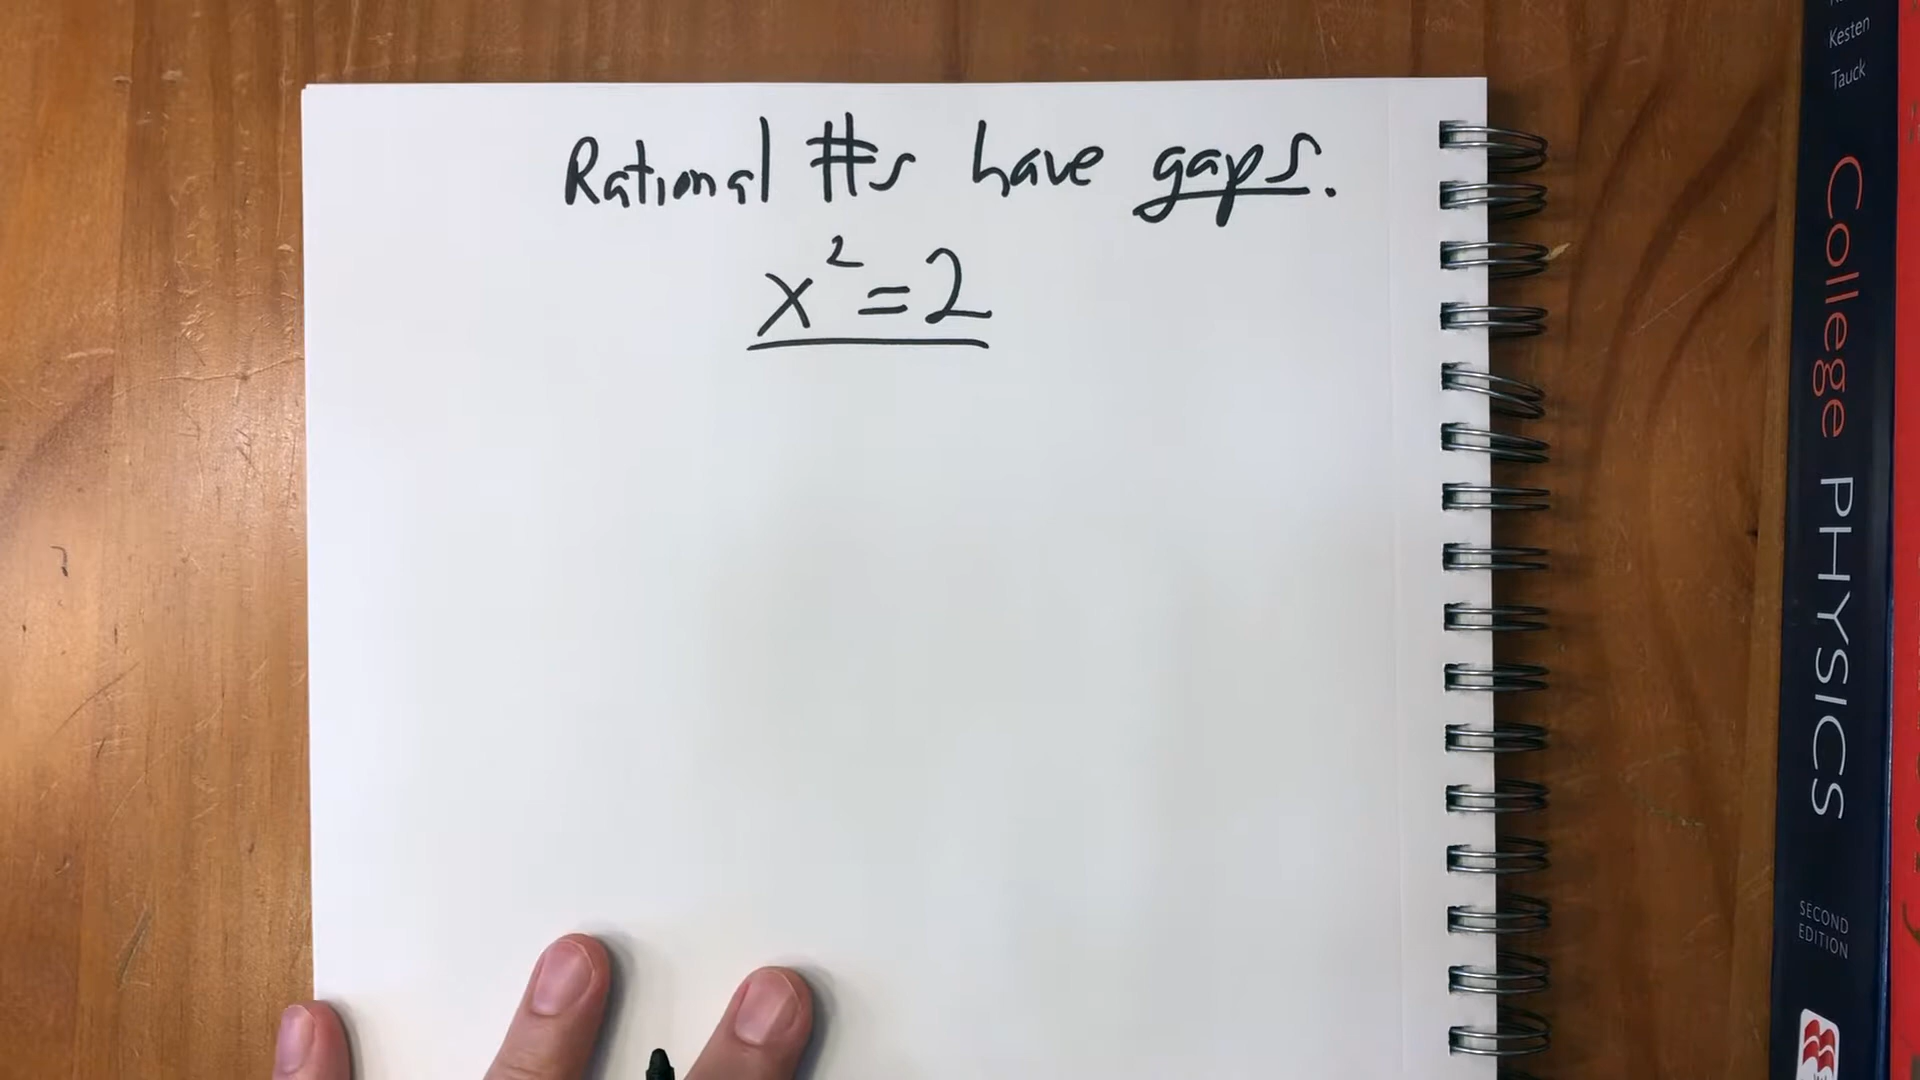 Rational #s have gaps.
x²=2
Kesten
Tauck
College PHYSICS
SECOND
EDITION